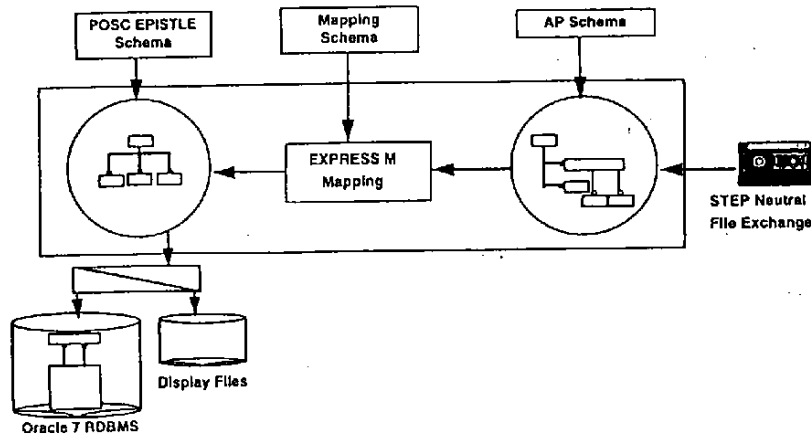 POSC EPISTLE
Schema
Mapping
Schema
AP Schema
EXPRESS M
Mapping
STEP Neutral
File Exchange
Display Files
Oracle 7 RDBMS